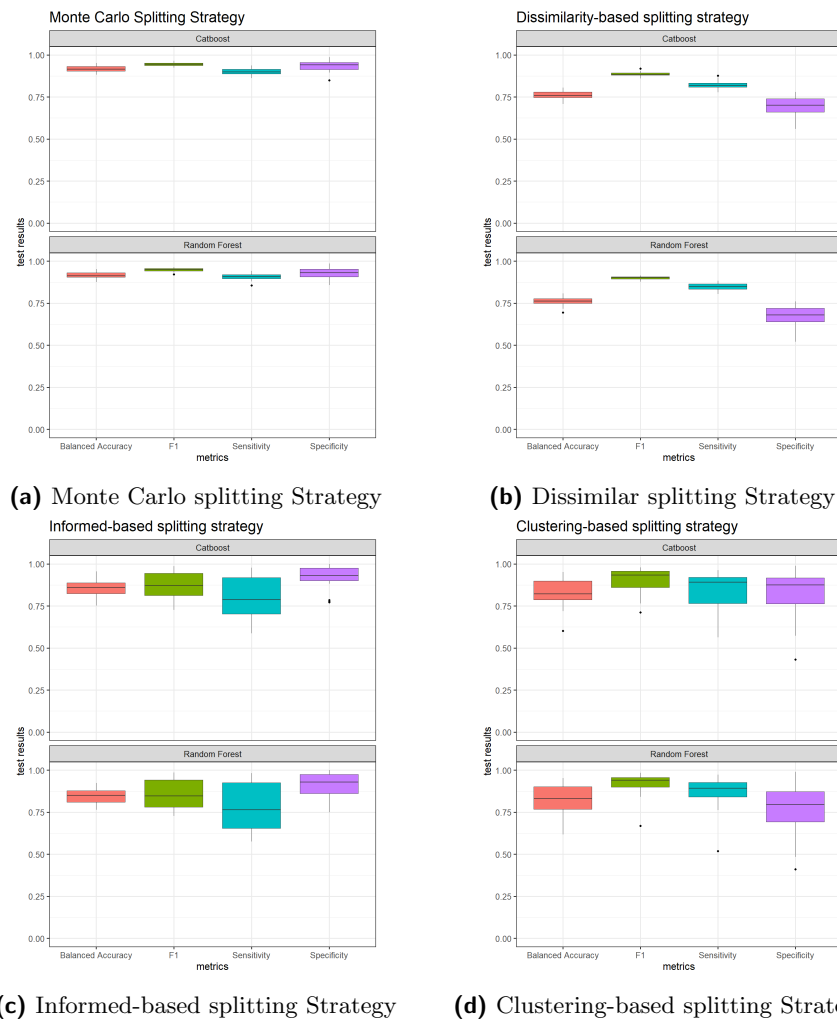 Monte Carlo Splitting Strategy
Catboost
1.00
0.75
0.50
0.25
0.00
test results
Random Forest
1.00
0.75
0.50
0.25
0.00
Balanced Accuracy F1 Sensitivity Specificity
metrics
(a) Monte Carlo splitting Strategy
Dissimilarity-based splitting strategy
Catboost
1.00
0.75
0.50
0.25
0.00
test results
Random Forest
1.00
0.75
0.50
0.25
0.00
Balanced Accuracy F1 Sensitivity Specificity
metrics
(b) Dissimilar splitting Strategy
Informed-based splitting strategy
Catboost
1.00
0.75
0.50
0.25
0.00
test results
Random Forest
1.00
0.75
0.50
0.25
0.00
Balanced Accuracy F1 Sensitivity Specificity
metrics
(c) Informed-based splitting Strategy
Clustering-based splitting strategy
Catboost
1.00
0.75
0.50
0.25
0.00
test results
Random Forest
1.00
0.75
0.50
0.25
0.00
Balanced Accuracy F1 Sensitivity Specificity
metrics
(d) Clustering-based splitting Strate